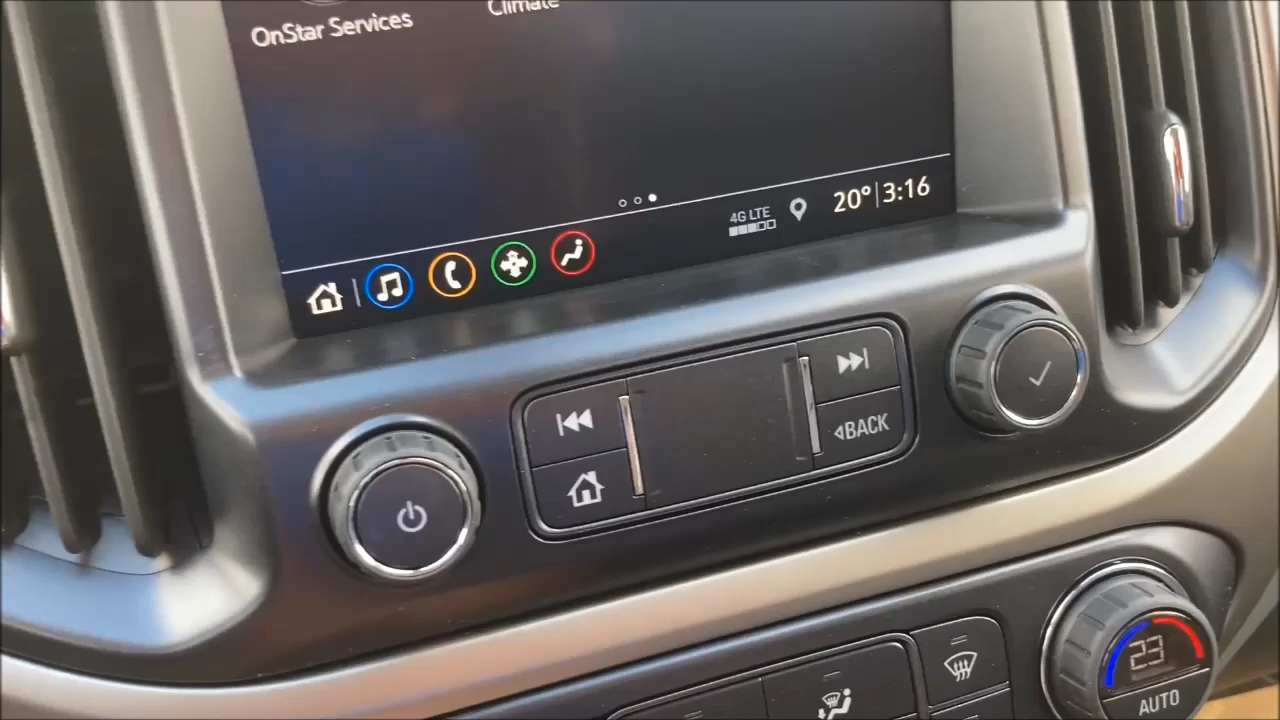 OnStar Services
Climate
4G LTE
20° 3:16
BACK
23
AUTO